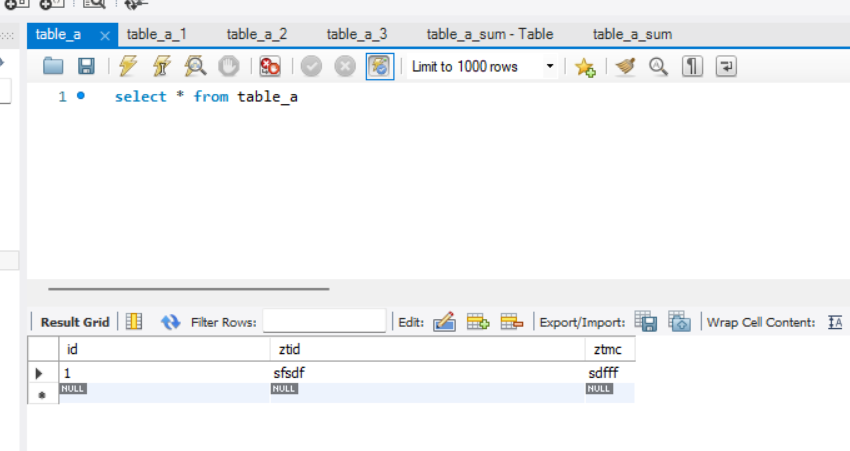 table_a × table_a_1 table_a_2 table_a_3 table_a_sum - Table table_a_sum
Limit to 1000 rows
1 select * from table_a
Result Grid Filter Rows: Edit: Export/Import: Wrap Cell Content: IA
id ztid ztmc
1 sfsdf sdfff
NULL NULL NULL